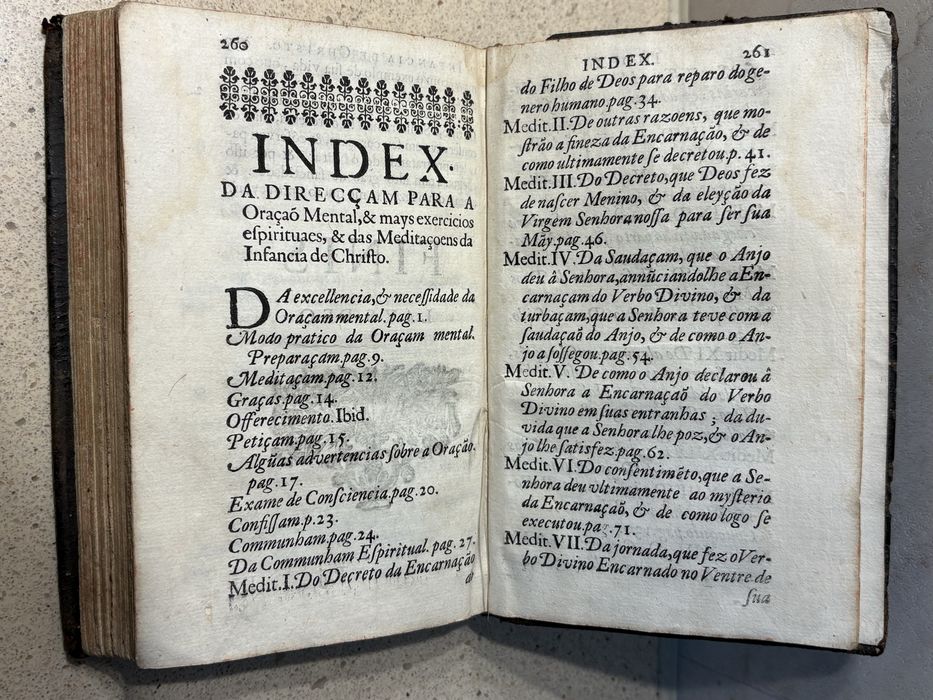 260
INDEX.
DA DIRECÇAM PARA A
Oraçaõ Mental, & mays exercicios
eſpirituaes, & das Meditaçoens da
Infancia de Chriſto.
DA excellencia, & neceſſidade da
Oraçam mental. pag. 1.
Modo pratico da Oraçam mental.
Preparaçam. pag. 9.
Meditaçam. pag. 12.
Graças. pag. 14.
Offerecimento. Ibid.
Petiçam. pag. 15.
Algũas advertencias ſobre a Oração.
pag. 17.
Exame de Conſciencia. pag. 20.
Confiſſam. p. 23.
Communham. pag. 24.
Da Communham Eſpiritual. pag. 27.
Medit. I. Do Decreto da Encarnação
do
INDEX. 261
do Filho de Deos para reparo do ge-
nero humano. pag. 34.
Medit. II. De outras razoens, que mo-
ſtrão a fineza da Encarnação, & de
como ultimamente ſe decretou. p. 41.
Medit. III. Do Decreto, que Deos fez
de naſcer Menino, & da eleyção da
Virgem Senhora noſſa para ſer ſua
Mãy. pag. 46.
Medit. IV. Da Saudaçam, que o Anjo
deu â Senhora, annũciandolhe a En-
carnaçam do Verbo Divino, & da
turbaçam, que a Senhora teve com a
ſaudaçaõ do Anjo, & de como o An-
jo a ſoſſegou. pag. 54.
Medit. V. De como o Anjo declarou â
Senhora a Encarnaçaõ do Verbo
Divino em ſuas entranhas ; da du-
vida que a Senhora lhe poz, & o An-
jo lhe ſatisfez. pag. 62.
Medit. VI. Do conſentimẽto, que a Se-
nhora deu ultimamente ao myſterio
da Encarnaçaõ, & de como logo ſe
executou. pag. 71.
Medit. VII. Da jornada, que fez o Ver-
bo Divino Encarnado no Ventre de
ſua